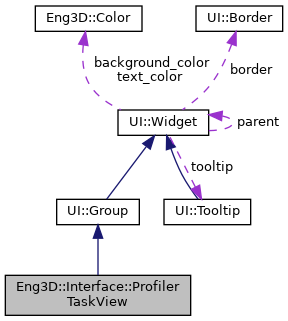 Eng3D::Color
UI::Border
background_color
text_color
border
UI::Widget
parent
tooltip
UI::Group
UI::Tooltip
Eng3D::Interface::Profiler
TaskView